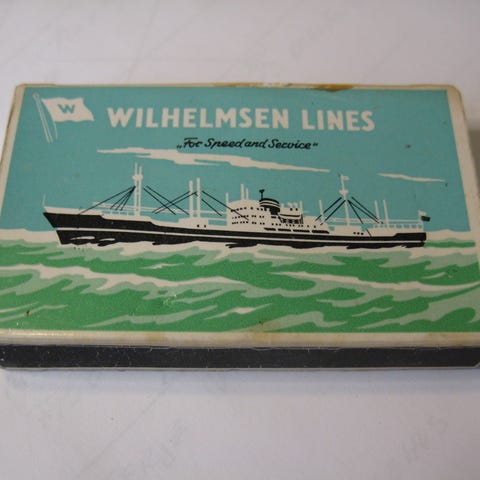 W
WILHELMSEN LINES
„For Speed and Service"